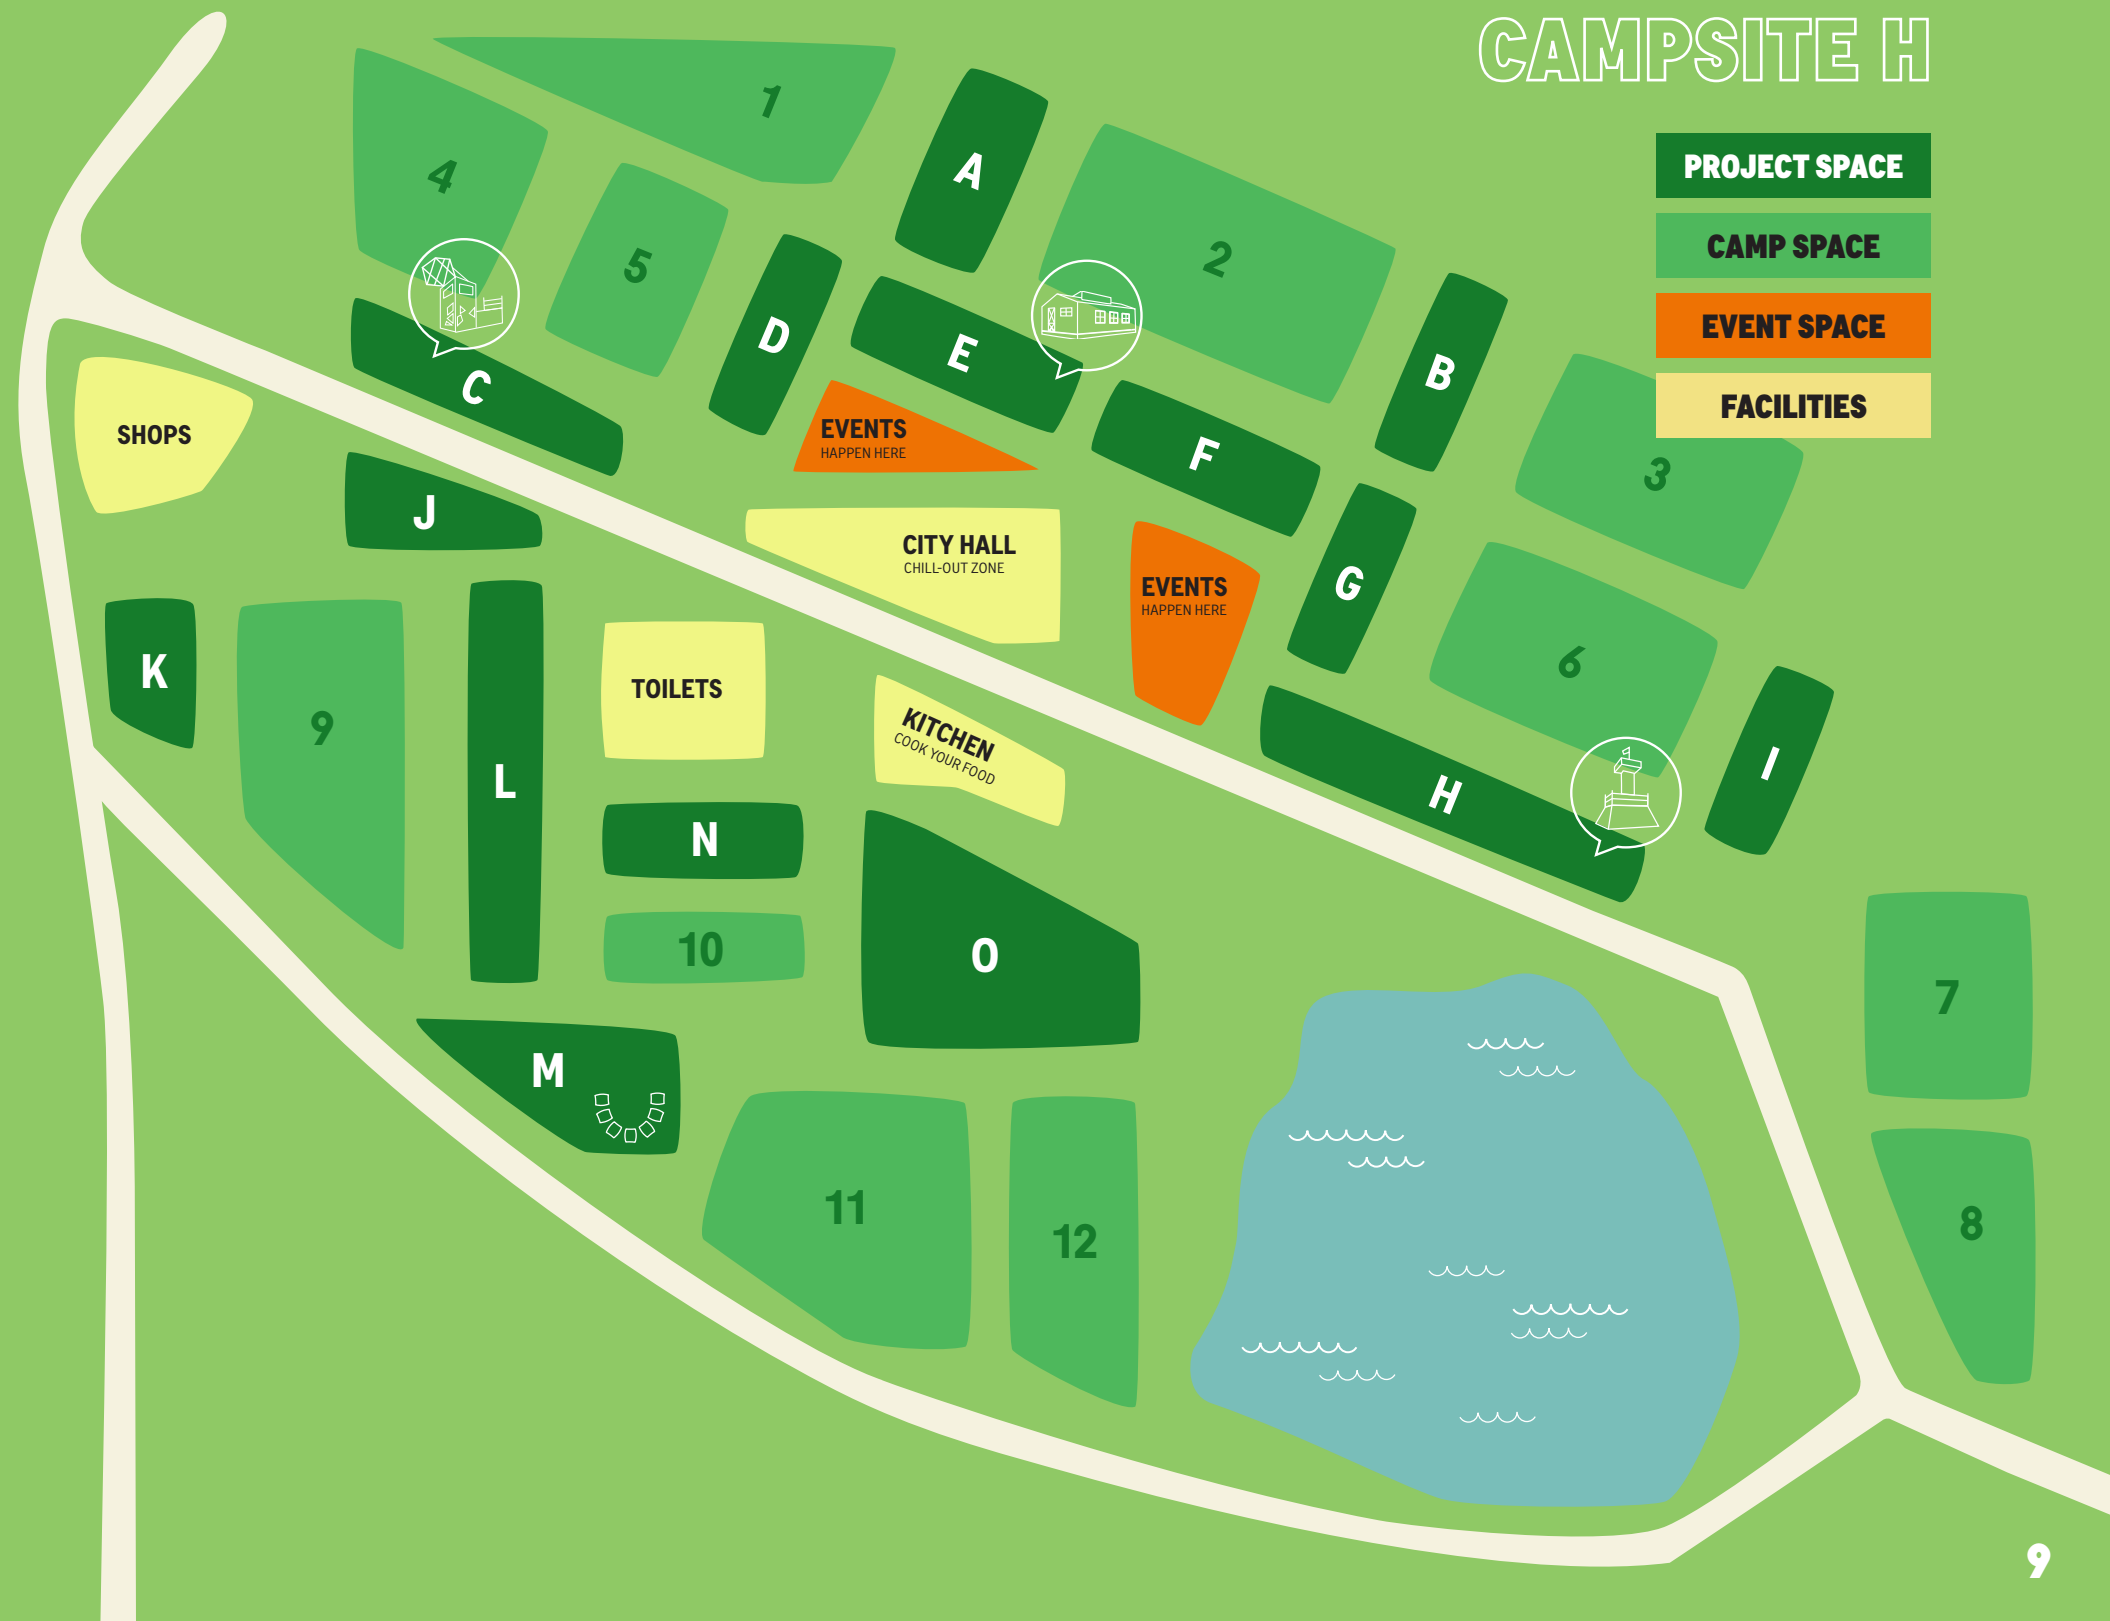 CAMPSITE H
PROJECT SPACE
CAMP SPACE
EVENT SPACE
FACILITIES
1
4
A
5
2
D
E
B
C
EVENTS
HAPPEN HERE
F
3
SHOPS
J
CITY HALL
CHILL-OUT ZONE
EVENTS
HAPPEN HERE
G
6
K
9
L
TOILETS
KITCHEN
COOK YOUR FOOD
H
I
N
10
O
7
M
11
12
8
9